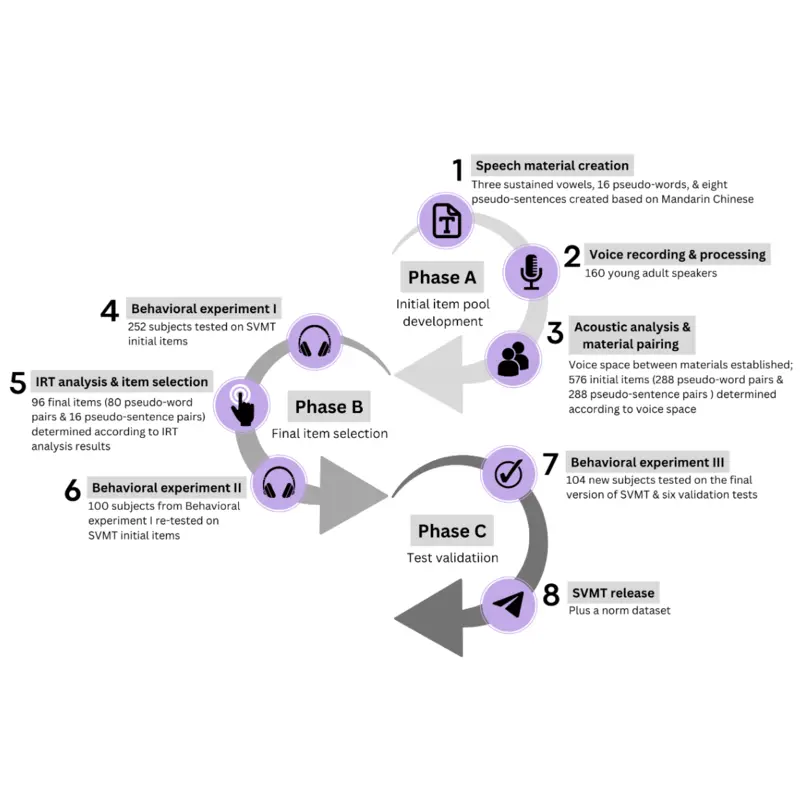 1 Speech material creation
Three sustained vowels, 16 pseudo-words, & eight
pseudo-sentences created based on Mandarin Chinese
2 Voice recording & processing
160 young adult speakers
Phase A
Initial item pool
development
3 Acoustic analysis &
material pairing
Voice space between materials established;
576 initial items (288 pseudo-word pairs &
288 pseudo-sentence pairs ) determined
according to voice space
4 Behavioral experiment I
252 subjects tested on SVMT
initial items
5 IRT analysis & item selection
96 final items (80 pseudo-word
pairs & 16 pseudo-sentence pairs)
determined according to IRT
analysis results
Phase B
Final item selection
6 Behavioral experiment II
100 subjects from Behavioral
experiment I re-tested on
SVMT initial items
7 Behavioral experiment III
104 new subjects tested on the final
version of SVMT & six validation tests
Phase C
Test validatiion
8 SVMT release
Plus a norm dataset